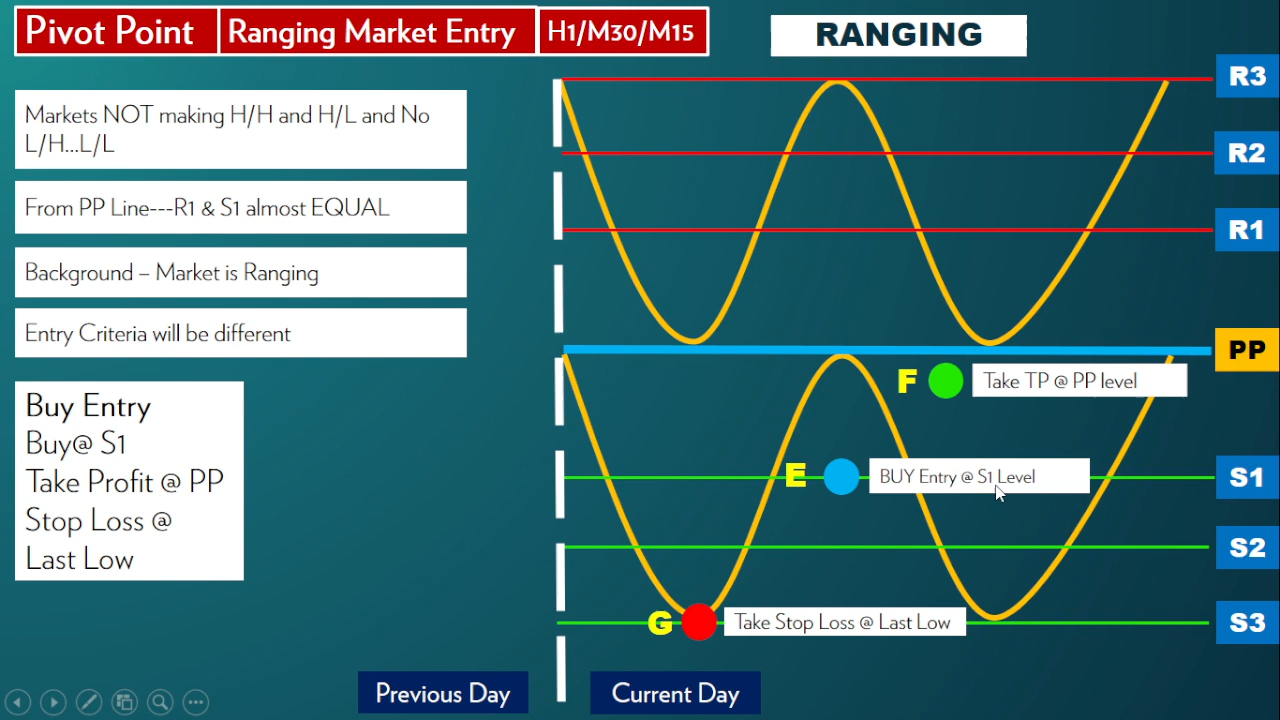 Pivot Point
Ranging Market Entry
H1/M30/M15
RANGING
Markets NOT making H/H and H/L and No
L/H...L/L
From PP Line---R1 & S1 almost EQUAL
Background – Market is Ranging
Entry Criteria will be different
Buy Entry
Buy@ S1
Take Profit @ PP
Stop Loss @
Last Low
R3
R2
R1
PP
F
Take TP @ PP level
E
BUY Entry @ S1 Level
S1
S2
G
Take Stop Loss @ Last Low
S3
Previous Day
Current Day